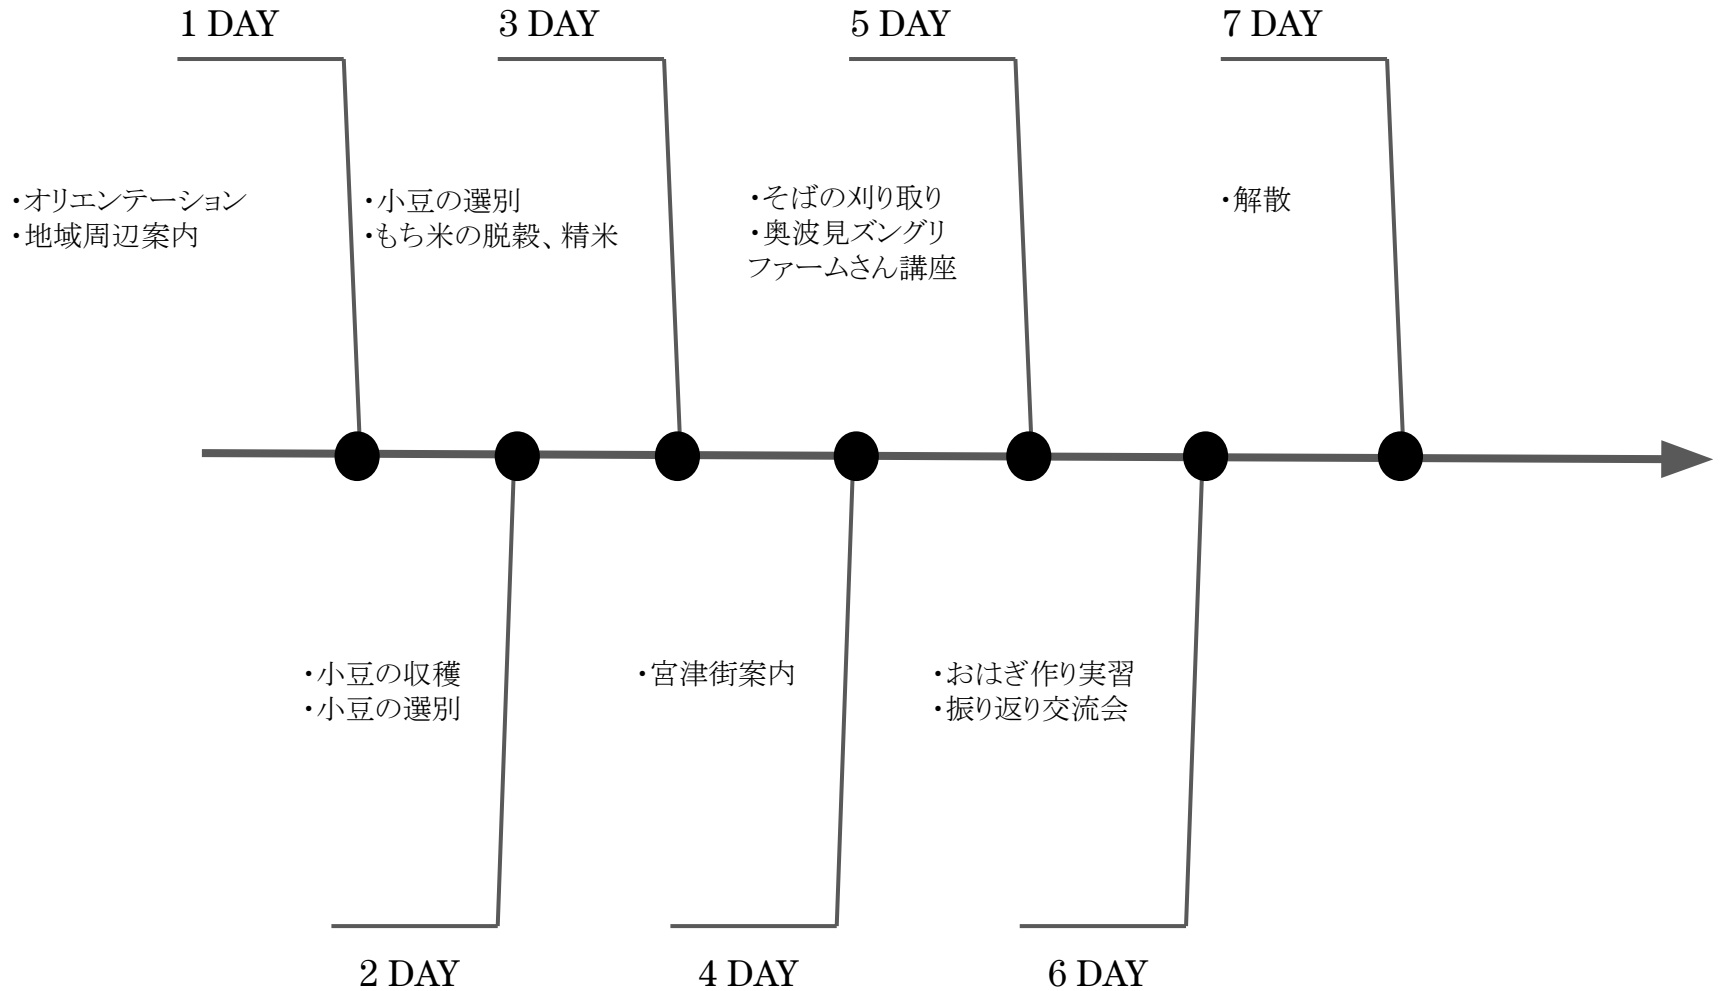 1 DAY
3 DAY
5 DAY
7 DAY
・オリエンテーション
・地域周辺案内
・小豆の選別
・もち米の脱穀、精米
・そばの刈り取り
・奥波見ズングリ
ファームさん講座
・解散
・小豆の収穫
・小豆の選別
・宮津街案内
・おはぎ作り実習
・振り返り交流会
2 DAY
4 DAY
6 DAY